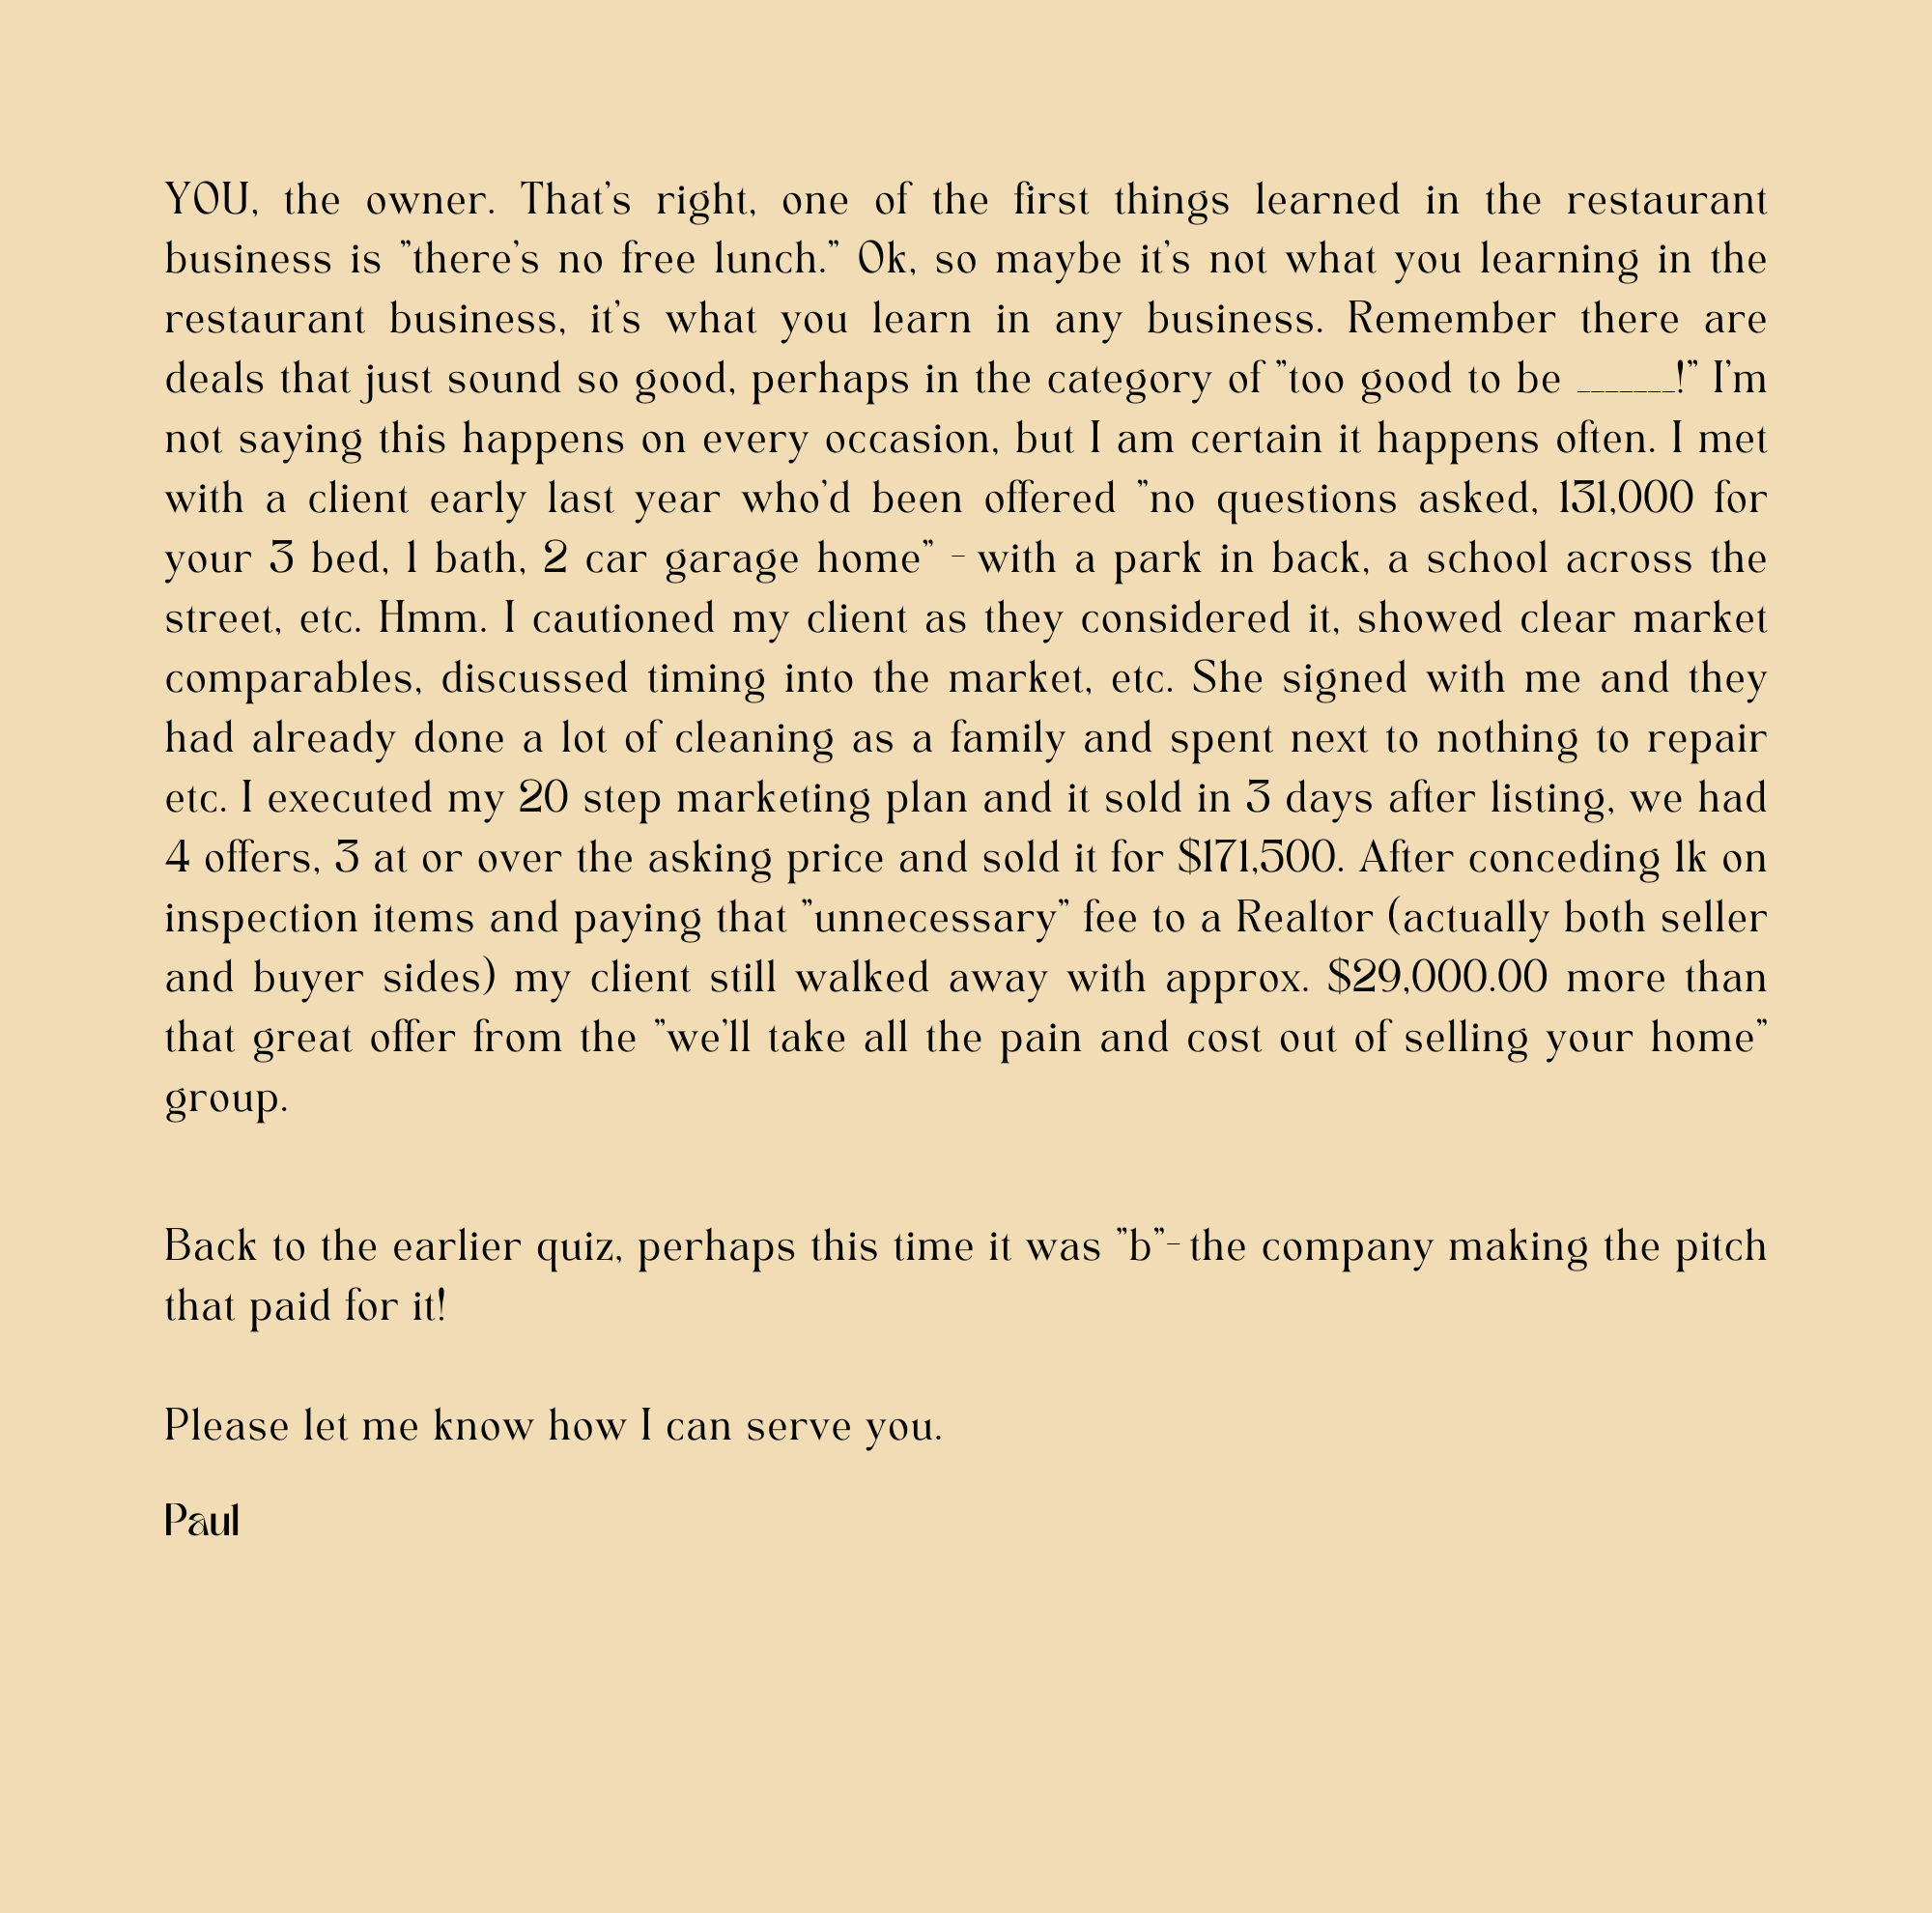 YOU, the owner. That's right, one of the first things learned in the restaurant
business is "there's no free lunch." Ok, so maybe it's not what you learning in the
restaurant business, it's what you learn in any business. Remember there are
deals that just sound so good, perhaps in the category of "too good to be _______!" I'm
not saying this happens on every occasion, but I am certain it happens often. I met
with a client early last year who'd been offered "no questions asked, 131,000 for
your 3 bed, 1 bath, 2 car garage home" - with a park in back, a school across the
street, etc. Hmm. I cautioned my client as they considered it, showed clear market
comparables, discussed timing into the market, etc. She signed with me and they
had already done a lot of cleaning as a family and spent next to nothing to repair
etc. I executed my 20 step marketing plan and it sold in 3 days after listing, we had
4 offers, 3 at or over the asking price and sold it for $171,500. After conceding 1k on
inspection items and paying that "unnecessary" fee to a Realtor (actually both seller
and buyer sides) my client still walked away with approx. $29,000.00 more than
that great offer from the "we'll take all the pain and cost out of selling your home"
group.
Back to the earlier quiz, perhaps this time it was "b"- the company making the pitch
that paid for it!
Please let me know how I can serve you.
Paul